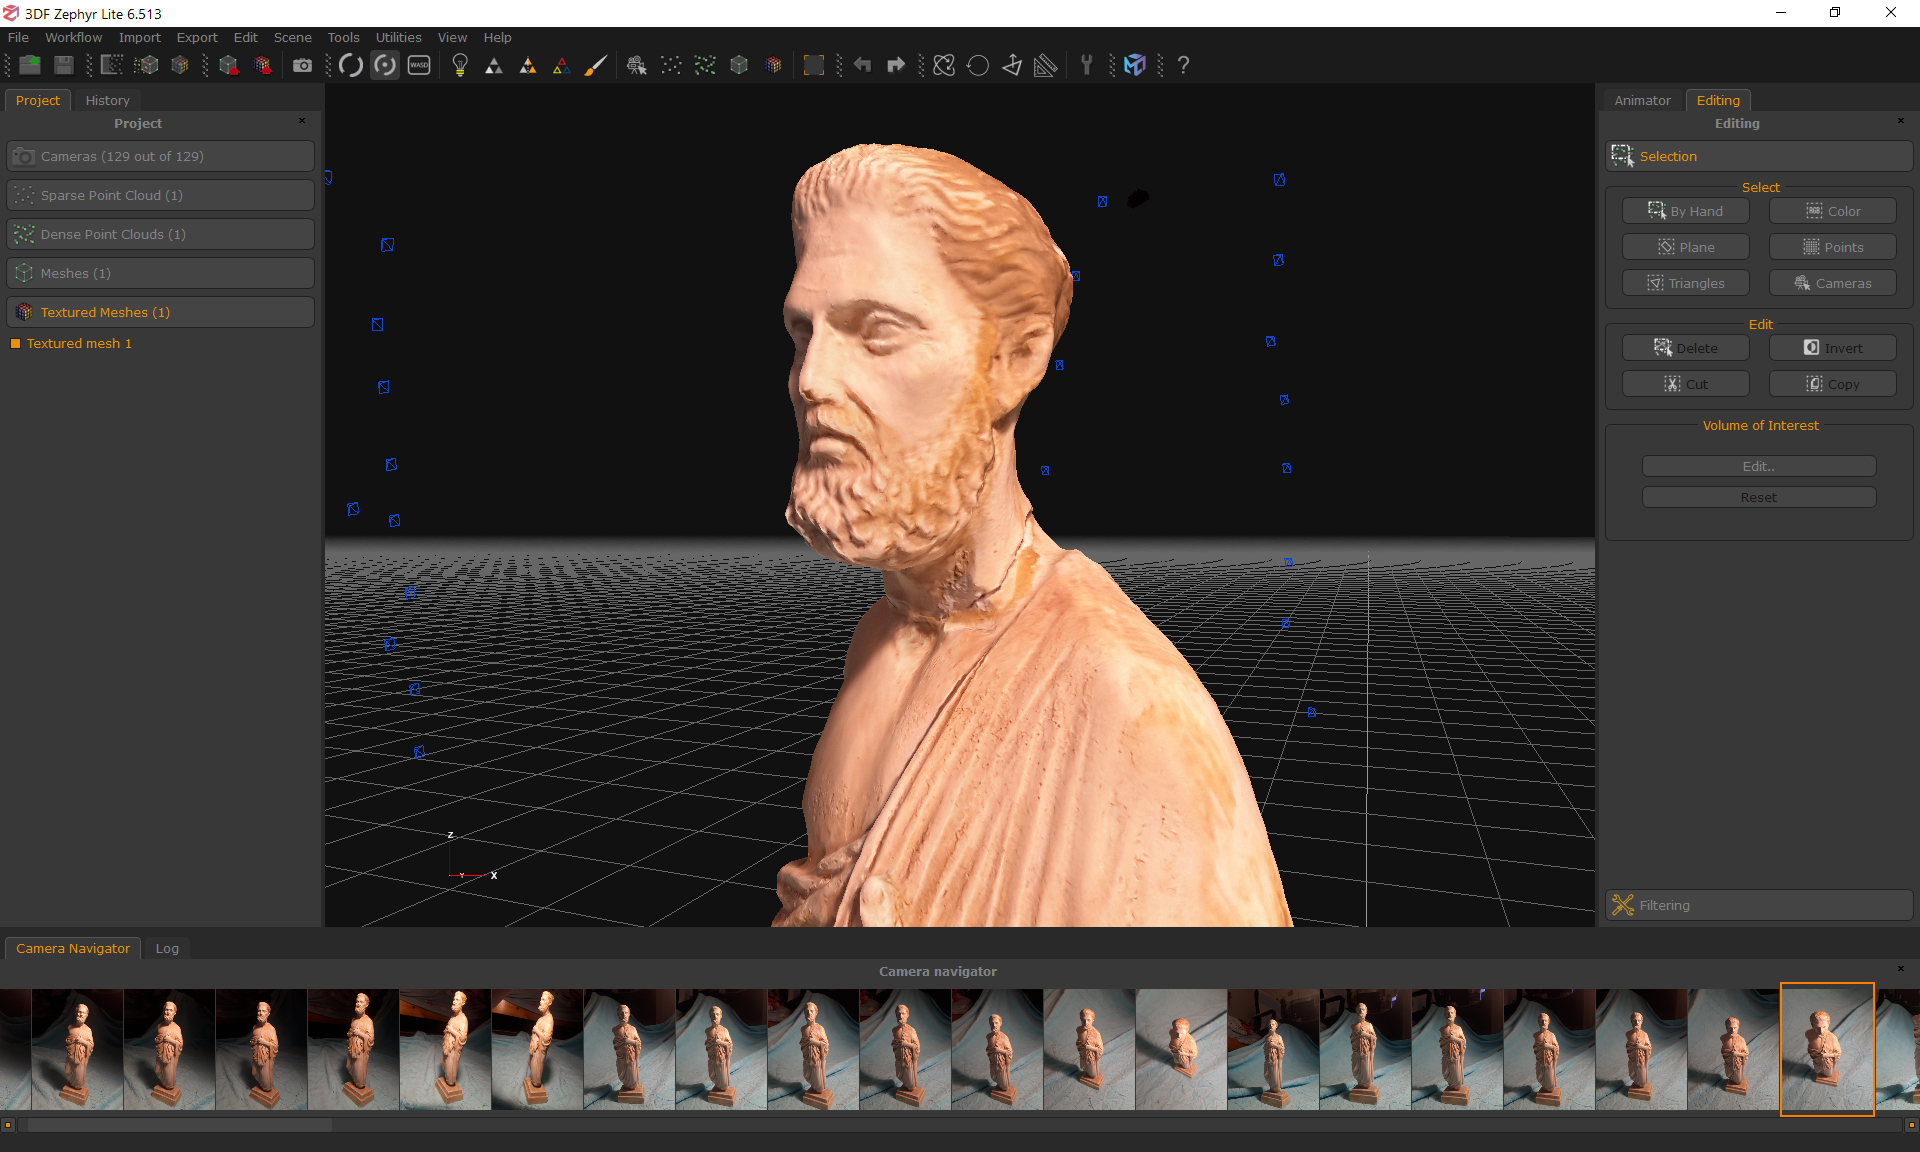 3DF Zephyr Lite 6.513
File Workflow Import Export Edit Scene Tools Utilities View Help
WASD
?
Project History
Project
Cameras (129 out of 129)
Sparse Point Cloud (1)
Dense Point Clouds (1)
Meshes (1)
Textured Meshes (1)
Textured mesh 1
Z
Y X
Animator Editing
Editing
Selection
Select
By Hand RGB Color
Plane Points
Triangles Cameras
Edit
Delete Invert
Cut Copy
Volume of Interest
Edit..
Reset
Filtering
Camera Navigator Log
Camera navigator